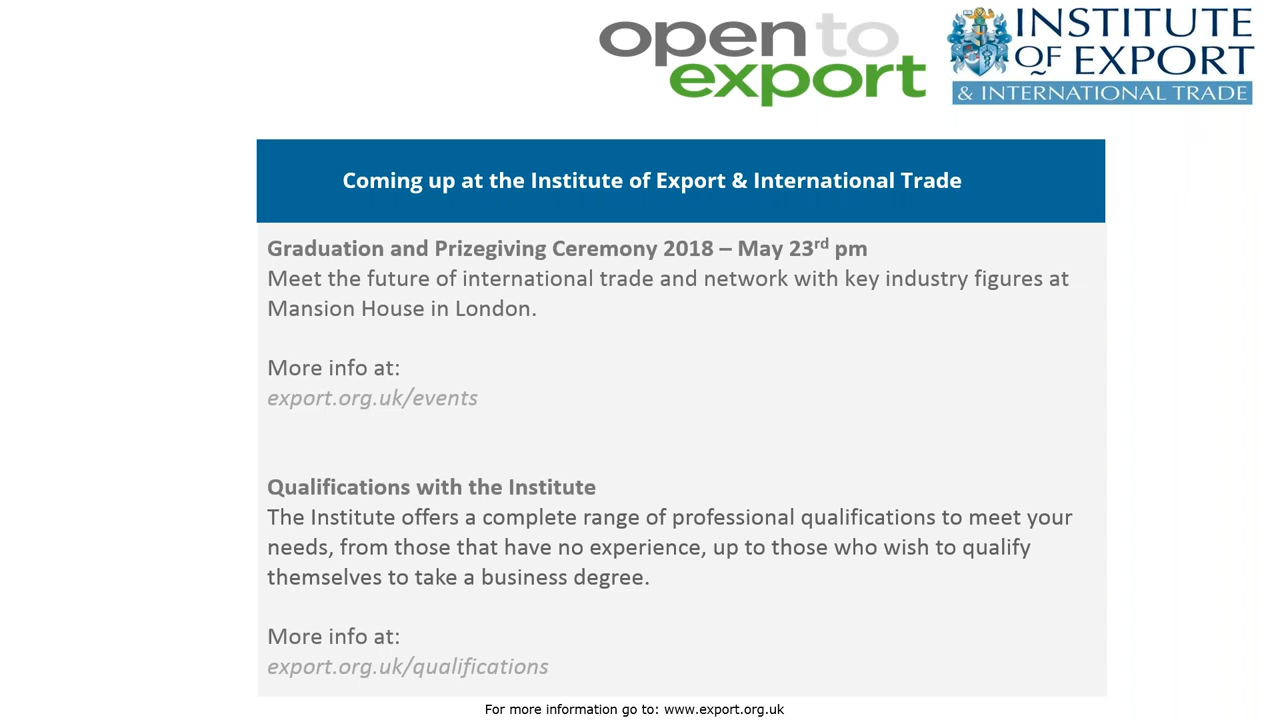 open to
export
INSTITUTE
OF EXPORT
& INTERNATIONAL TRADE
Coming up at the Institute of Export & International Trade
Graduation and Prizegiving Ceremony 2018 – May 23rd pm
Meet the future of international trade and network with key industry figures at
Mansion House in London.
More info at:
export.org.uk/events
Qualifications with the Institute
The Institute offers a complete range of professional qualifications to meet your
needs, from those that have no experience, up to those who wish to qualify
themselves to take a business degree.
More info at:
export.org.uk/qualifications
For more information go to: www.export.org.uk